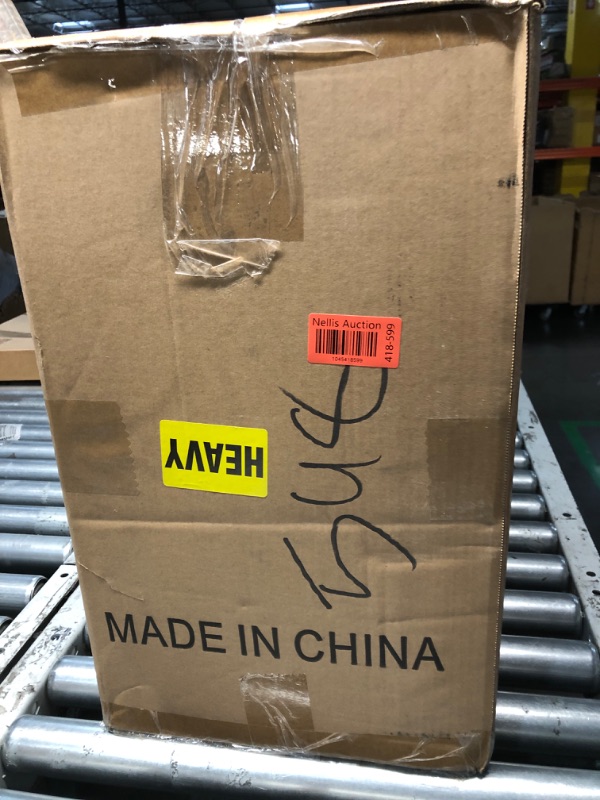 Nellis Auction
418-599
HEAVY
MADE IN CHINA